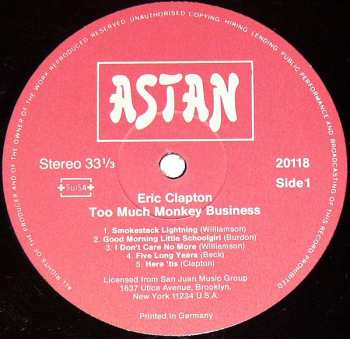 ALL RIGHTS OF THE PRODUCER AND OF THE OWNER OF THE WORK REPRODUCED RESERVED. UNAUTHORISED COPYING, HIRING, LENDING, PUBLIC PERFORMANCE AND BROADCASTING OF THIS RECORD PROHIBITED.
ASTAN
Stereo 33⅓
20118
SUISA
Side1
Eric Clapton
Too Much Monkey Business
1. Smokestack Lightning (Williamson)
2. Good Morning Little Schoolgirl (Burdon)
3. I Don't Care No More (Williamson)
4. Five Long Years (Beck)
5. Here 'tis (Clapton)
Licensed from San Juan Music Group
1637 Utica Avenue, Brooklyn,
New York 11234 U.S.A.
Printed in Germany